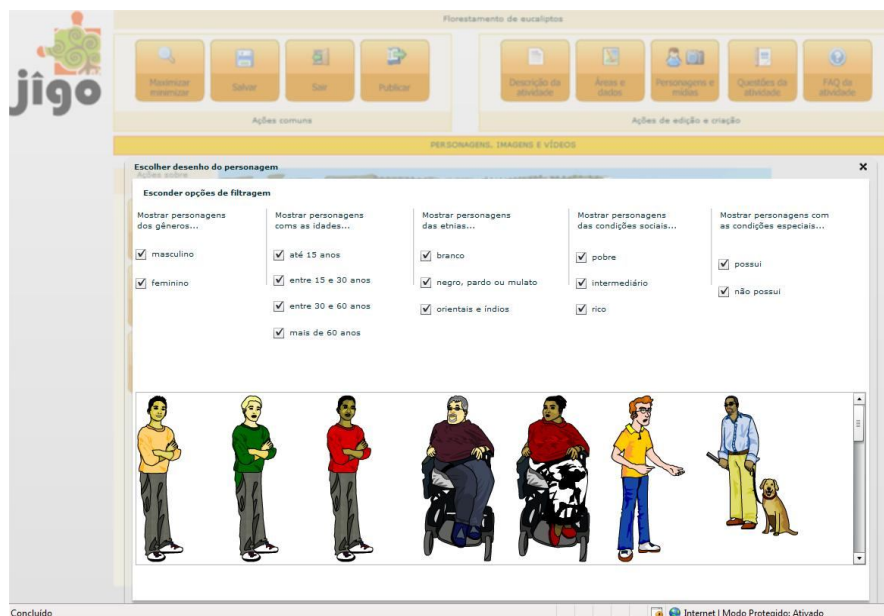 Florestamento de eucaliptos
jîgo
Maximizar
minimizar
Salvar
Sair
Publicar
Descrição da
atividade
Áreas e
dados
Personagens e
mídias
Questões da
atividade
FAQ da
atividade
Ações comuns
Ações de edição e criação
PERSONAGENS, IMAGENS E VÍDEOS
Escolher desenho do personagem
Ações sobre
Esconder opções de filtragem
Mostrar personagens
dos gêneros...
masculino
feminino
Mostrar personagens
coms as idades...
até 15 anos
entre 15 e 30 anos
entre 30 e 60 anos
mais de 60 anos
Mostrar personagens
das etnias...
branco
negro, pardo ou mulato
orientais e índios
Mostrar personagens
das condições sociais...
pobre
intermediário
rico
Mostrar personagens com
as condições especiais...
possui
não possui
Concluído
Internet | Modo Protegido: Ativado